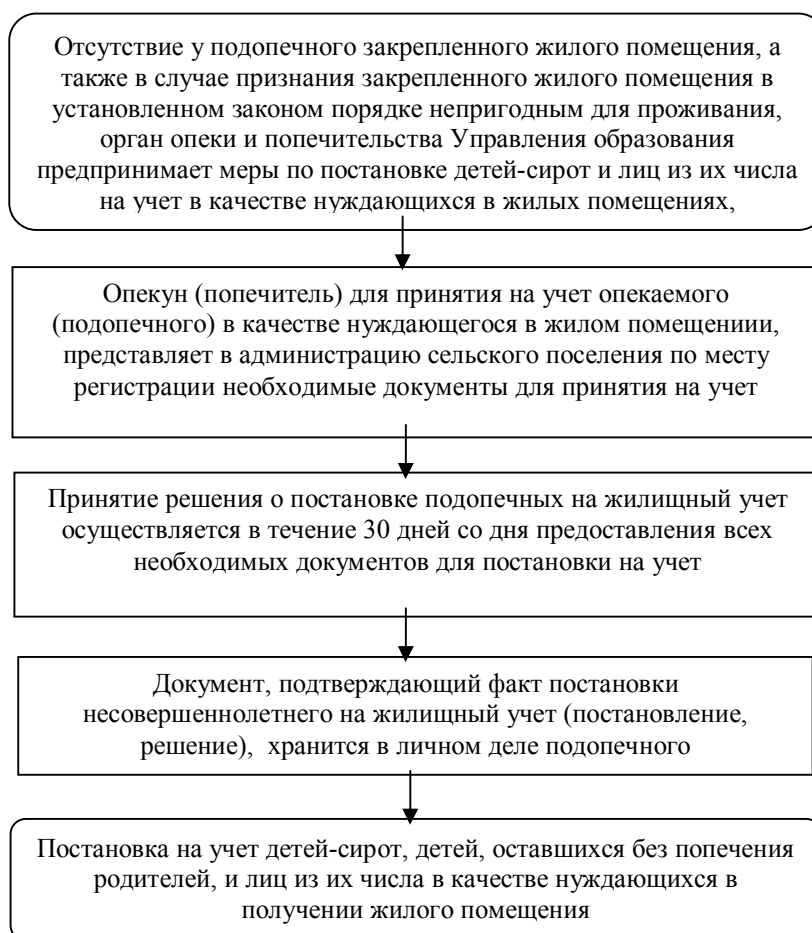 Отсутствие у подопечного закрепленного жилого помещения, а
также в случае признания закрепленного жилого помещения в
установленном законом порядке непригодным для проживания,
орган опеки и попечительства Управления образования
предпринимает меры по постановке детей-сирот и лиц из их числа
на учет в качестве нуждающихся в жилых помещениях,
Опекун (попечитель) для принятия на учет опекаемого
(подопечного) в качестве нуждающегося в жилом помещениии,
представляет в администрацию сельского поселения по месту
регистрации необходимые документы для принятия на учет
Принятие решения о постановке подопечных на жилищный учет
осуществляется в течение 30 дней со дня предоставления всех
необходимых документов для постановки на учет
Документ, подтверждающий факт постановки
несовершеннолетнего на жилищный учет (постановление,
решение), хранится в личном деле подопечного
Постановка на учет детей-сирот, детей, оставшихся без попечения
родителей, и лиц из их числа в качестве нуждающихся в
получении жилого помещения